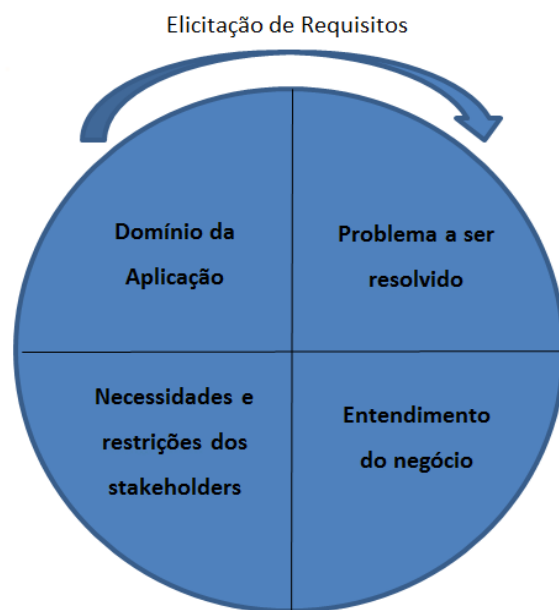 Elicitação de Requisitos
Domínio da
Aplicação
Problema a ser
resolvido
Necessidades e
restrições dos
stakeholders
Entendimento
do negócio